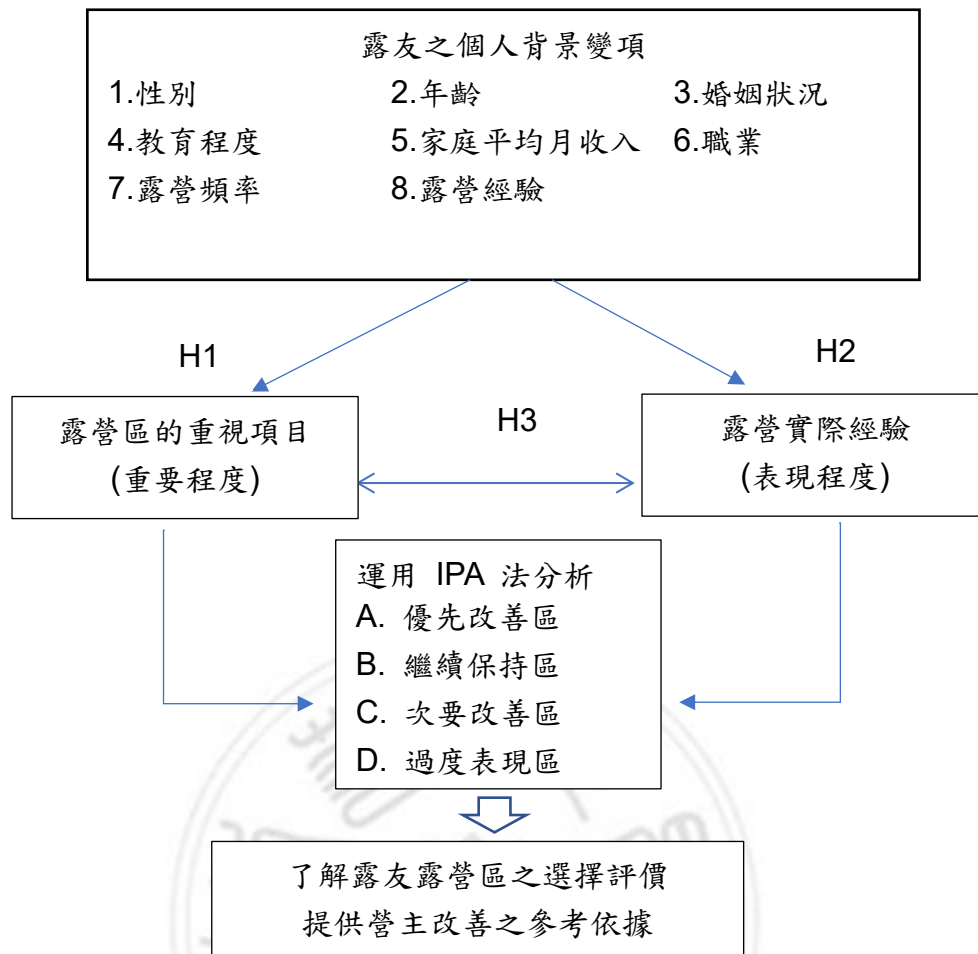 露友之個人背景變項
1.性別 2.年齡 3.婚姻狀況
4.教育程度 5.家庭平均月收入 6.職業
7.露營頻率 8.露營經驗
H1
H2
露營區的重視項目
(重要程度)
H3
露營實際經驗
(表現程度)
運用 IPA 法分析
A. 優先改善區
B. 繼續保持區
C. 次要改善區
D. 過度表現區
了解露友露營區之選擇評價
提供營主改善之參考依據